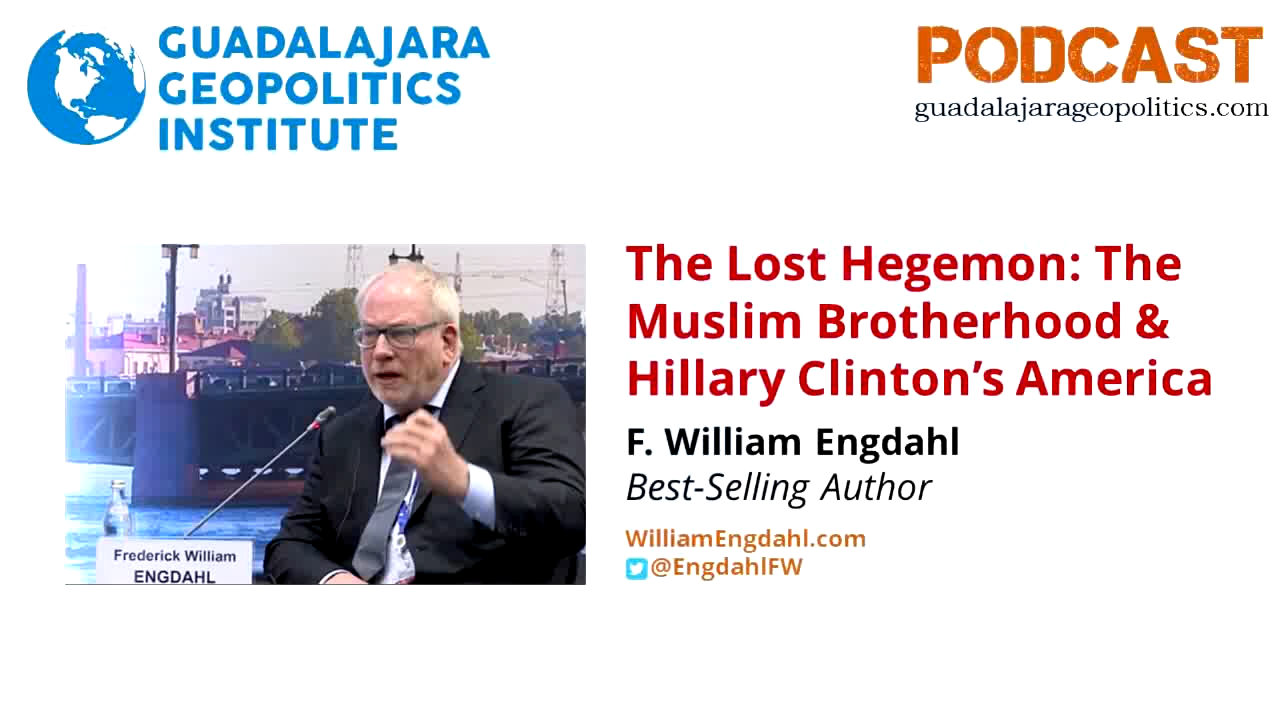 GUADALAJARA
GEOPOLITICS
INSTITUTE
PODCAST
guadalajarageopolitics.com
The Lost Hegemon: The
Muslim Brotherhood &
Hillary Clinton’s America
F. William Engdahl
Best-Selling Author
WilliamEngdahl.com
@EngdahlFW
Frederick William
ENGDAHL